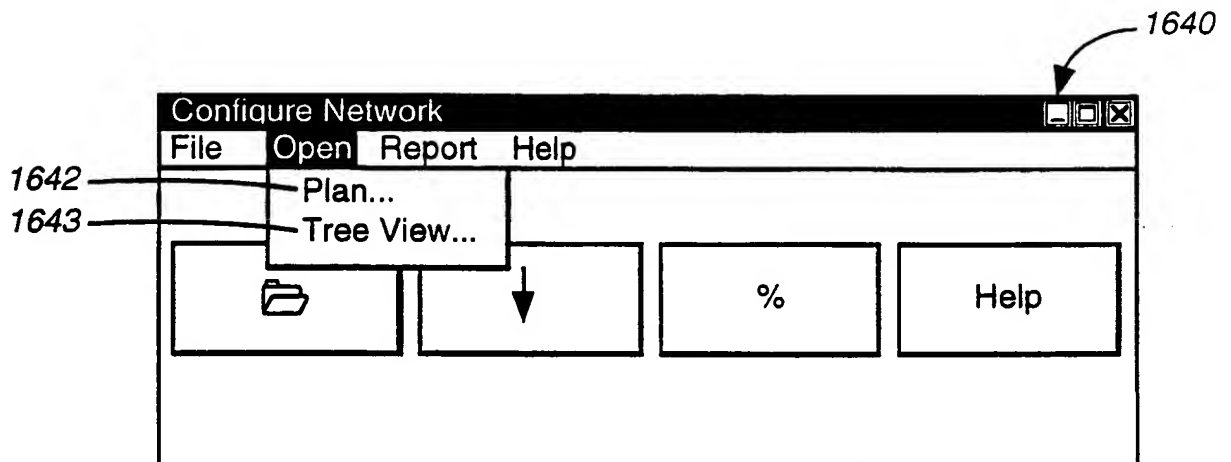 1640
Configure Network
File Open Report Help
1642 Plan...
1643 Tree View...
% Help